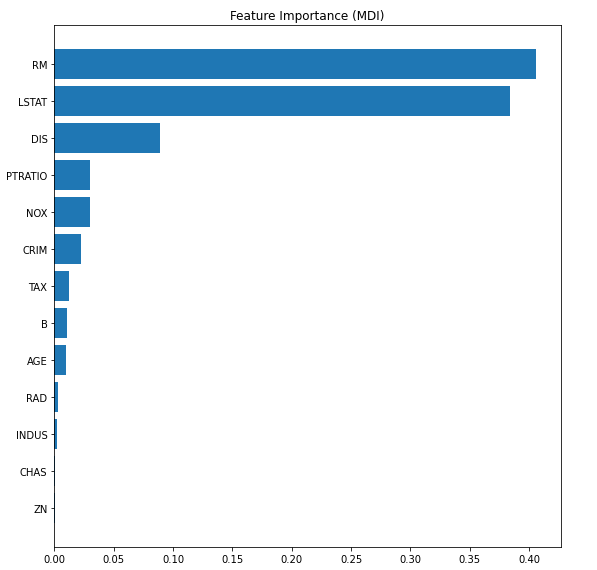 Feature Importance (MDI)
RM
LSTAT
DIS
PTRATIO
NOX
CRIM
TAX
B
AGE
RAD
INDUS
CHAS
ZN
0.00 0.05 0.10 0.15 0.20 0.25 0.30 0.35 0.40